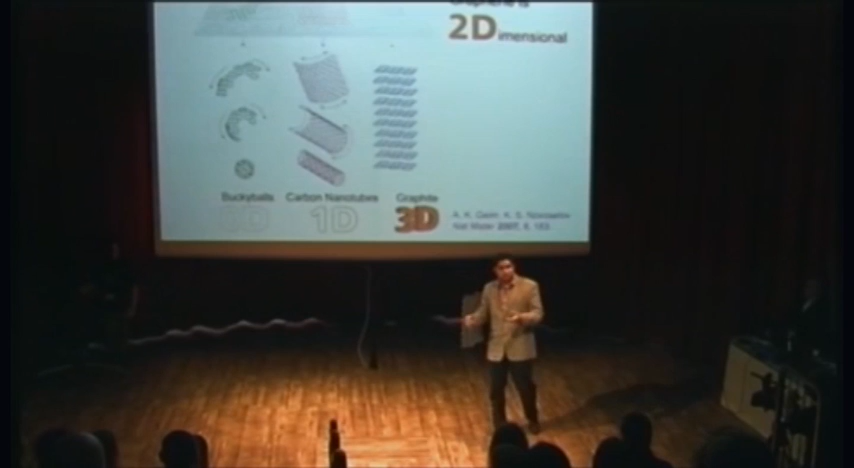 Graphene is
2Dimensional
Buckyballs Carbon Nanotubes Graphite
0D 1D 3D
A. K. Geim K. S. Novoselov
Nat Mater 2007, 6, 183